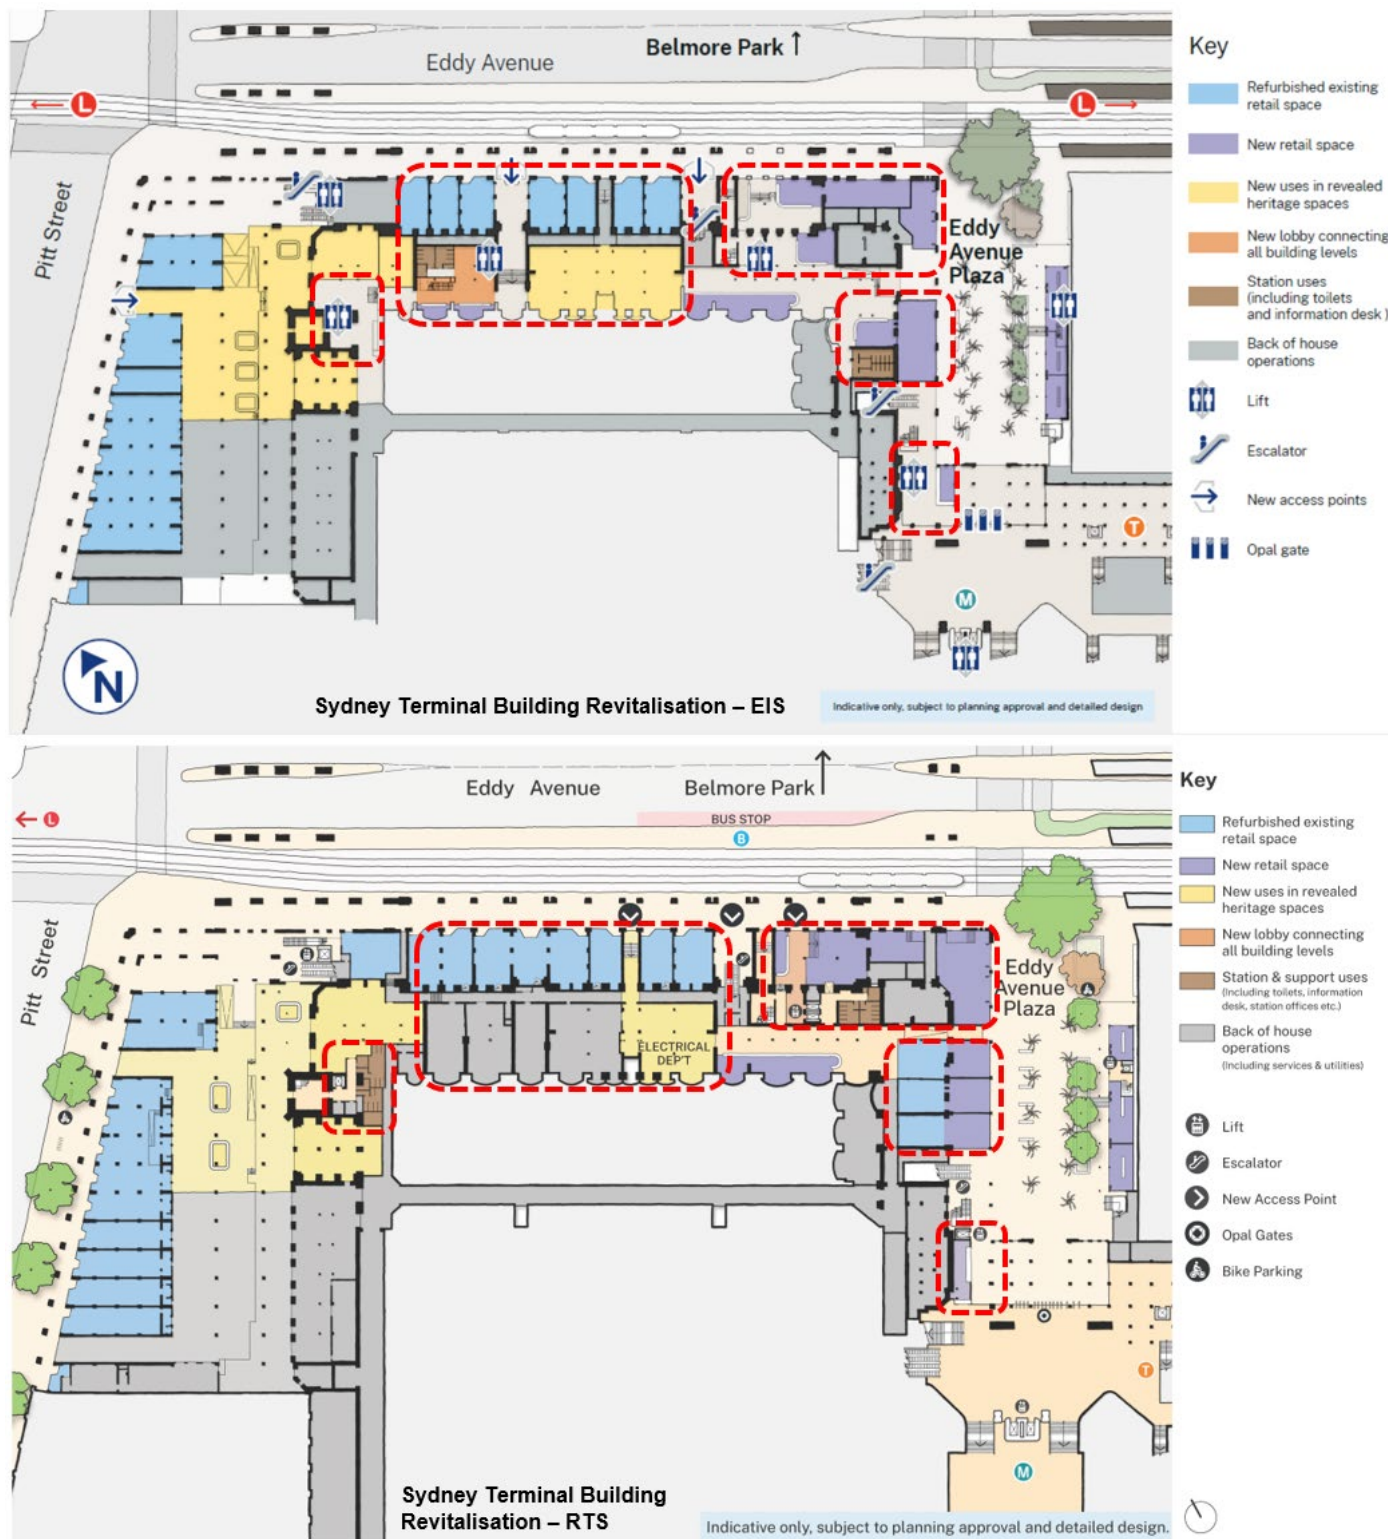 Belmore Park ↑
Eddy Avenue
L
L
Pitt Street
Eddy
Avenue
Plaza
T
M
N
Sydney Terminal Building Revitalisation – EIS
Indicative only, subject to planning approval and detailed design
Key
Refurbished existing
retail space
New retail space
New uses in revealed
heritage spaces
New lobby connecting
all building levels
Station uses
(including toilets
and information desk )
Back of house
operations
Lift
Escalator
New access points
Opal gate
Eddy Avenue
Belmore Park
BUS STOP
B
L
Pitt Street
Eddy
Avenue
Plaza
ELECTRICAL
DEP'T
T
M
Sydney Terminal Building
Revitalisation – RTS
Indicative only, subject to planning approval and detailed design.
Key
Refurbished existing
retail space
New retail space
New uses in revealed
heritage spaces
New lobby connecting
all building levels
Station & support uses
(Including toilets, information
desk, station offices etc.)
Back of house
operations
(Including services & utilities)
Lift
Escalator
New Access Point
Opal Gates
Bike Parking